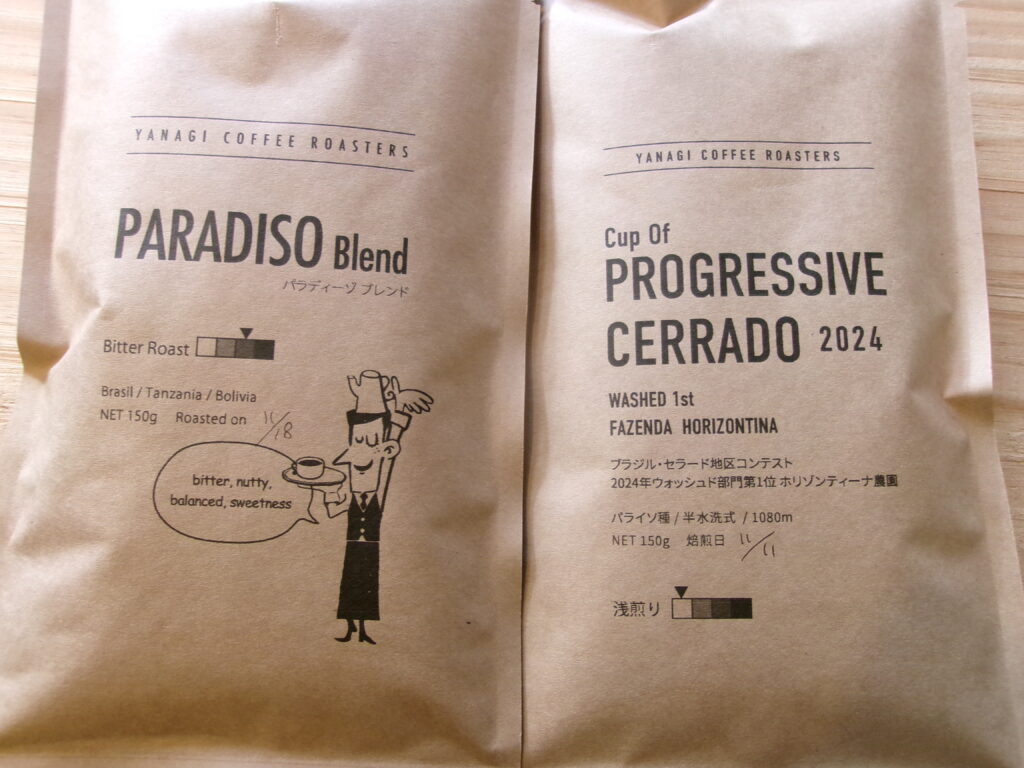 YANAGI COFFEE ROASTERS
PARADISO Blend
パラディーゾ ブレンド
Bitter Roast
Brasil / Tanzania / Bolivia
NET 150g Roasted on 11/18
bitter, nutty,
balanced, sweetness
YANAGI COFFEE ROASTERS
Cup Of
PROGRESSIVE
CERRADO 2024
WASHED 1st
FAZENDA HORIZONTINA
ブラジル・セラード地区コンテスト
2024年ウォッシュド部門第1位 ホリゾンティーナ農園
パライソ種 / 半水洗式 / 1080m
NET 150g 焙煎日 11/11
浅煎り